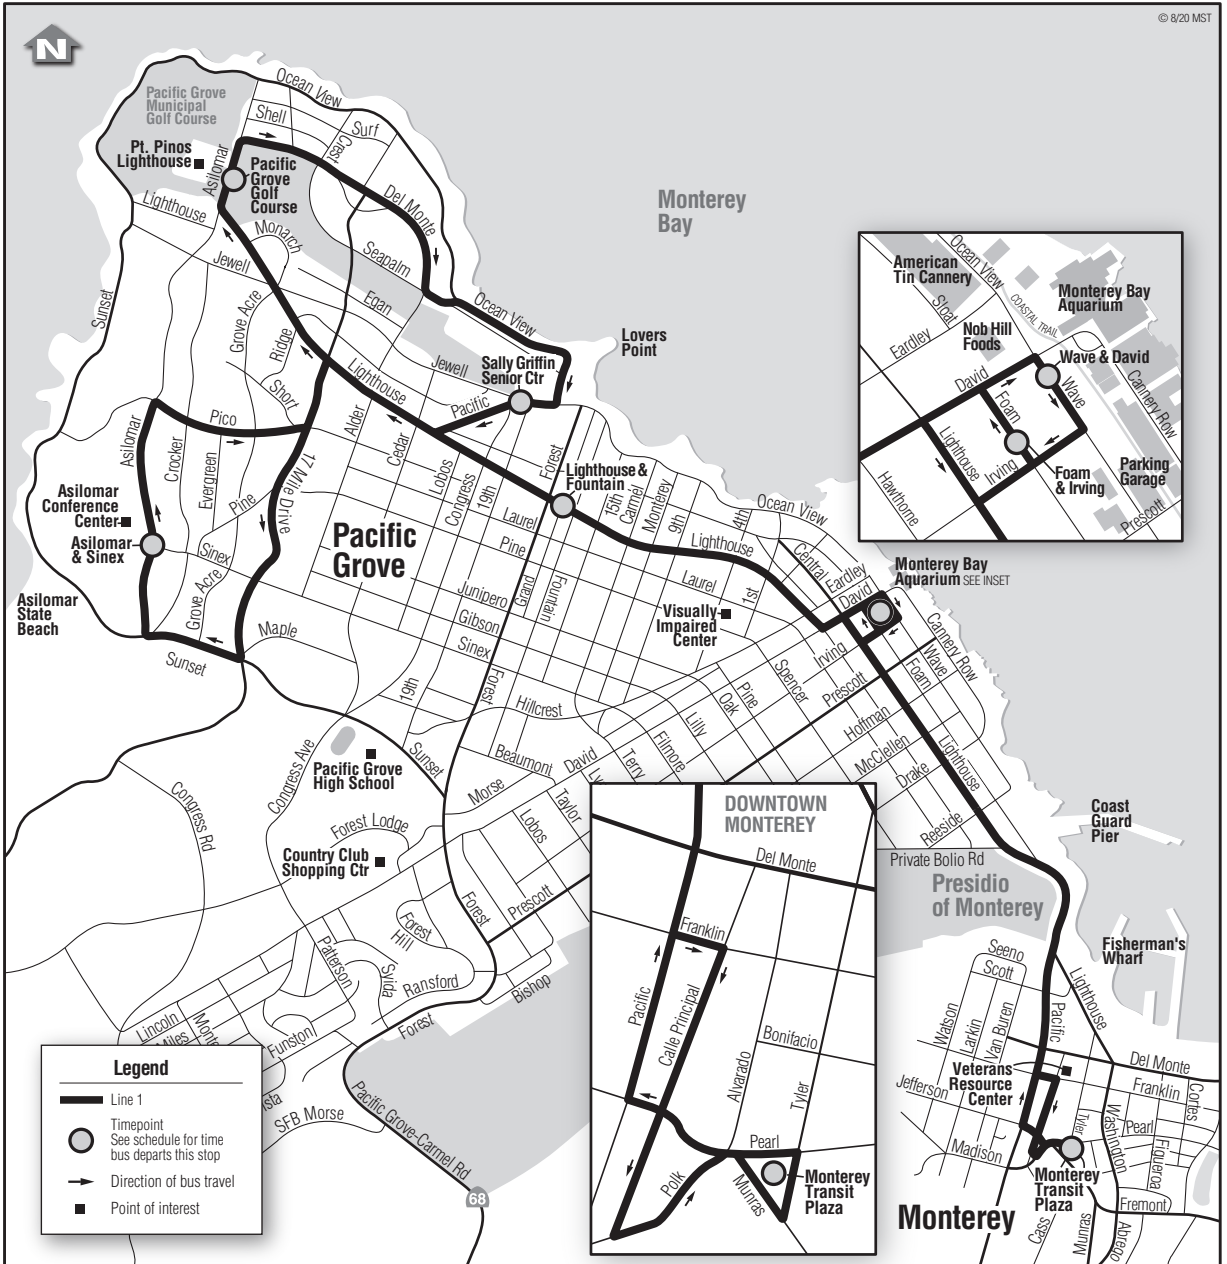 © 8/20 MST
N
Pacific Grove
Municipal
Golf Course
Ocean View
Shell
Surf
Crest
Pt. Pinos
Lighthouse
Asilomar
Pacific
Grove
Golf
Course
Lighthouse
Del Monte
Monarch
Jewell
Seapalm
Egan
Sunset
Grove Acre
Ridge
Short
Ocean View
Lovers
Point
Monterey
Bay
Jewell
Sally Griffin
Senior Ctr
Lighthouse
Pacific
Pico
Asilomar
Crocker
Evergreen
Pine
17 Mile Drive
Alder
Cedar
Lobos
Congress
19th
Forest
Lighthouse &
Fountain
15th
Carmel
Monterey
9th
4th
Ocean View
Asilomar
Conference
Center
Asilomar
& Sinex
Sinex
Grove Acre
Asilomar
State
Beach
Maple
Sunset
Pacific
Grove
Laurel
Pine
Junipero
Gibson
Sinex
Grand
Fountain
Lighthouse
Laurel
1st
Central
Eardley
David
Visually
Impaired
Center
Monterey Bay
Aquarium SEE INSET
Cannery Row
Wave
Foam
Irving
Prescott
Spencer
Pine
Oak
Lilly
Filmore
Terry
Ly
Taylor
Lobos
Hoffman
McClellen
Drake
Reeside
Lighthouse
19th
Forest
Hillcrest
Beaumont
David
Morse
Sunset
Congress Ave
Congress Rd
Pacific Grove
High School
Forest Lodge
Country Club
Shopping Ctr
Forest
Prescott
Forest
Hill
Patterson
Syida
Ransford
Bishop
Forest
Lincoln
Miles
Monte
Funston
ista
SFB Morse
Pacific Grove-Carmel Rd
68
American
Tin Cannery
Ocean View
Sloat
COASTAL TRAIL
Monterey Bay
Aquarium
Eardley
Nob Hill
Foods
Wave & David
David
Foam
Wave
Cannery Row
Lighthouse
Irving
Foam
& Irving
Parking
Garage
Hawthorne
Prescott
DOWNTOWN
MONTEREY
Del Monte
Franklin
Pacific
Calle Principal
Bonifacio
Alvarado
Tyler
Pearl
Polk
Munras
Monterey
Transit
Plaza
Coast
Guard
Pier
Private Bolio Rd
Presidio
of Monterey
Fisherman's
Wharf
Seeno
Scott
Lighthouse
Watson
Larkin
Van Buren
Pacific
Del Monte
Veterans
Resource
Center
Franklin
Cortes
Jefferson
Tyler
Washington
Pearl
Figueroa
Madison
Monterey
Transit
Plaza
Fremont
Monterey
Cass
Munras
Abrego
Legend
Line 1
Timepoint
See schedule for time
bus departs this stop
Direction of bus travel
Point of interest